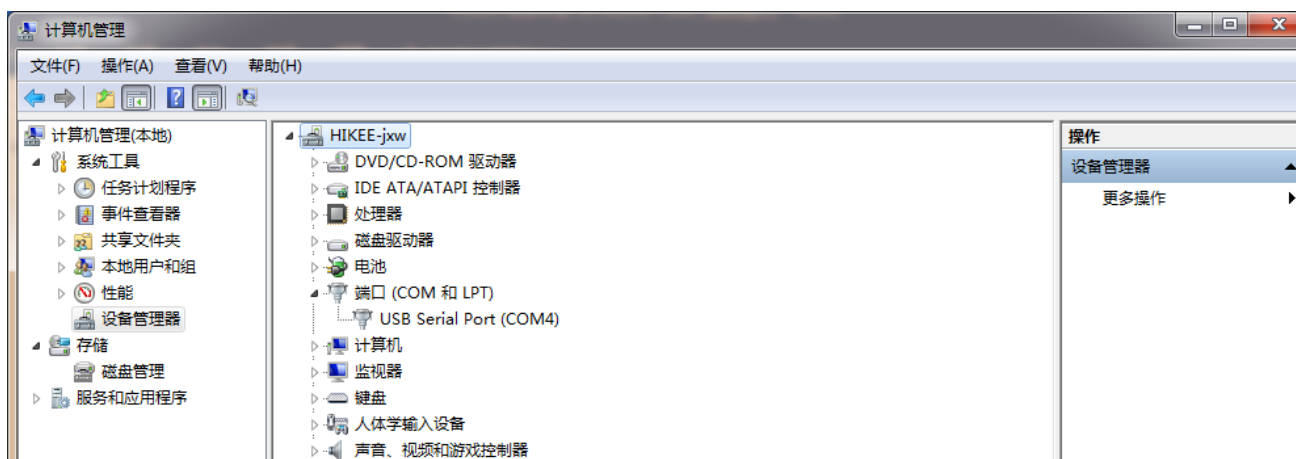 计算机管理
文件(F) 操作(A) 查看(V) 帮助(H)
计算机管理(本地)
系统工具
任务计划程序
事件查看器
共享文件夹
本地用户和组
性能
设备管理器
存储
磁盘管理
服务和应用程序
HIKEE-jxw
DVD/CD-ROM 驱动器
IDE ATA/ATAPI 控制器
处理器
磁盘驱动器
电池
端口 (COM 和 LPT)
USB Serial Port (COM4)
计算机
监视器
键盘
人体学输入设备
声音、视频和游戏控制器
操作
设备管理器
更多操作